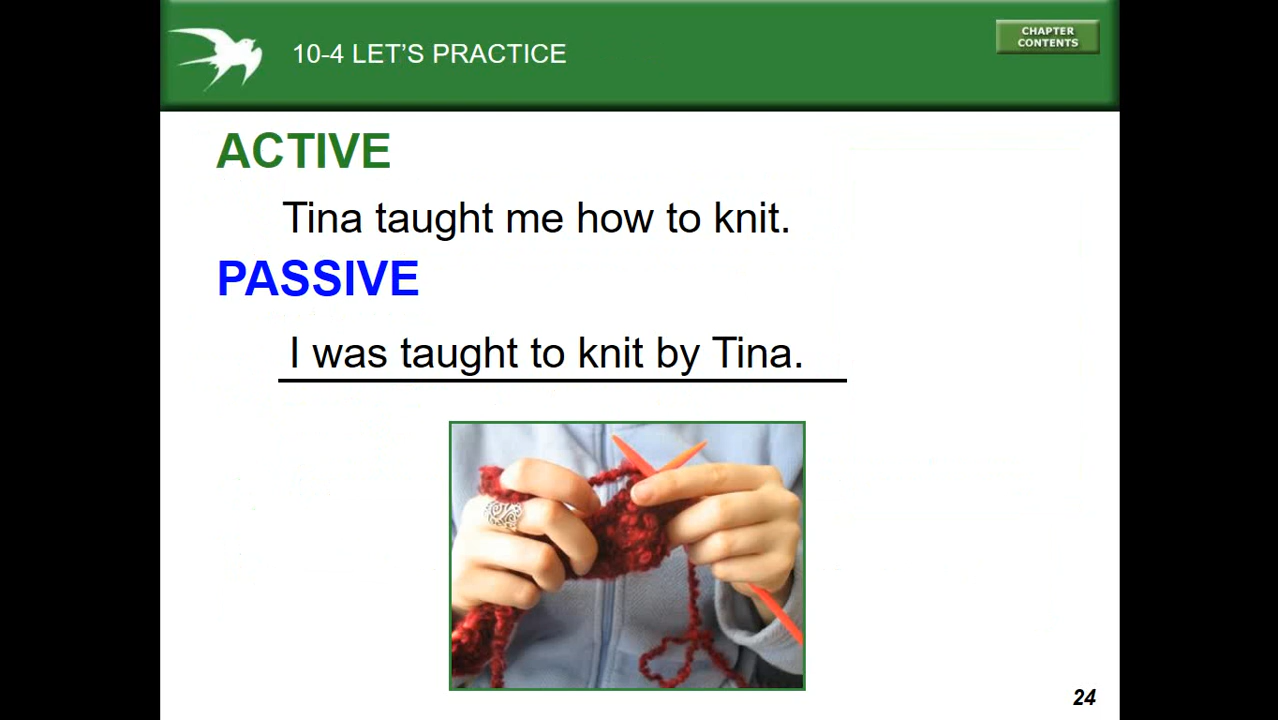 10-4 LET'S PRACTICE
CHAPTER
CONTENTS
ACTIVE
Tina taught me how to knit.
PASSIVE
I was taught to knit by Tina.
24